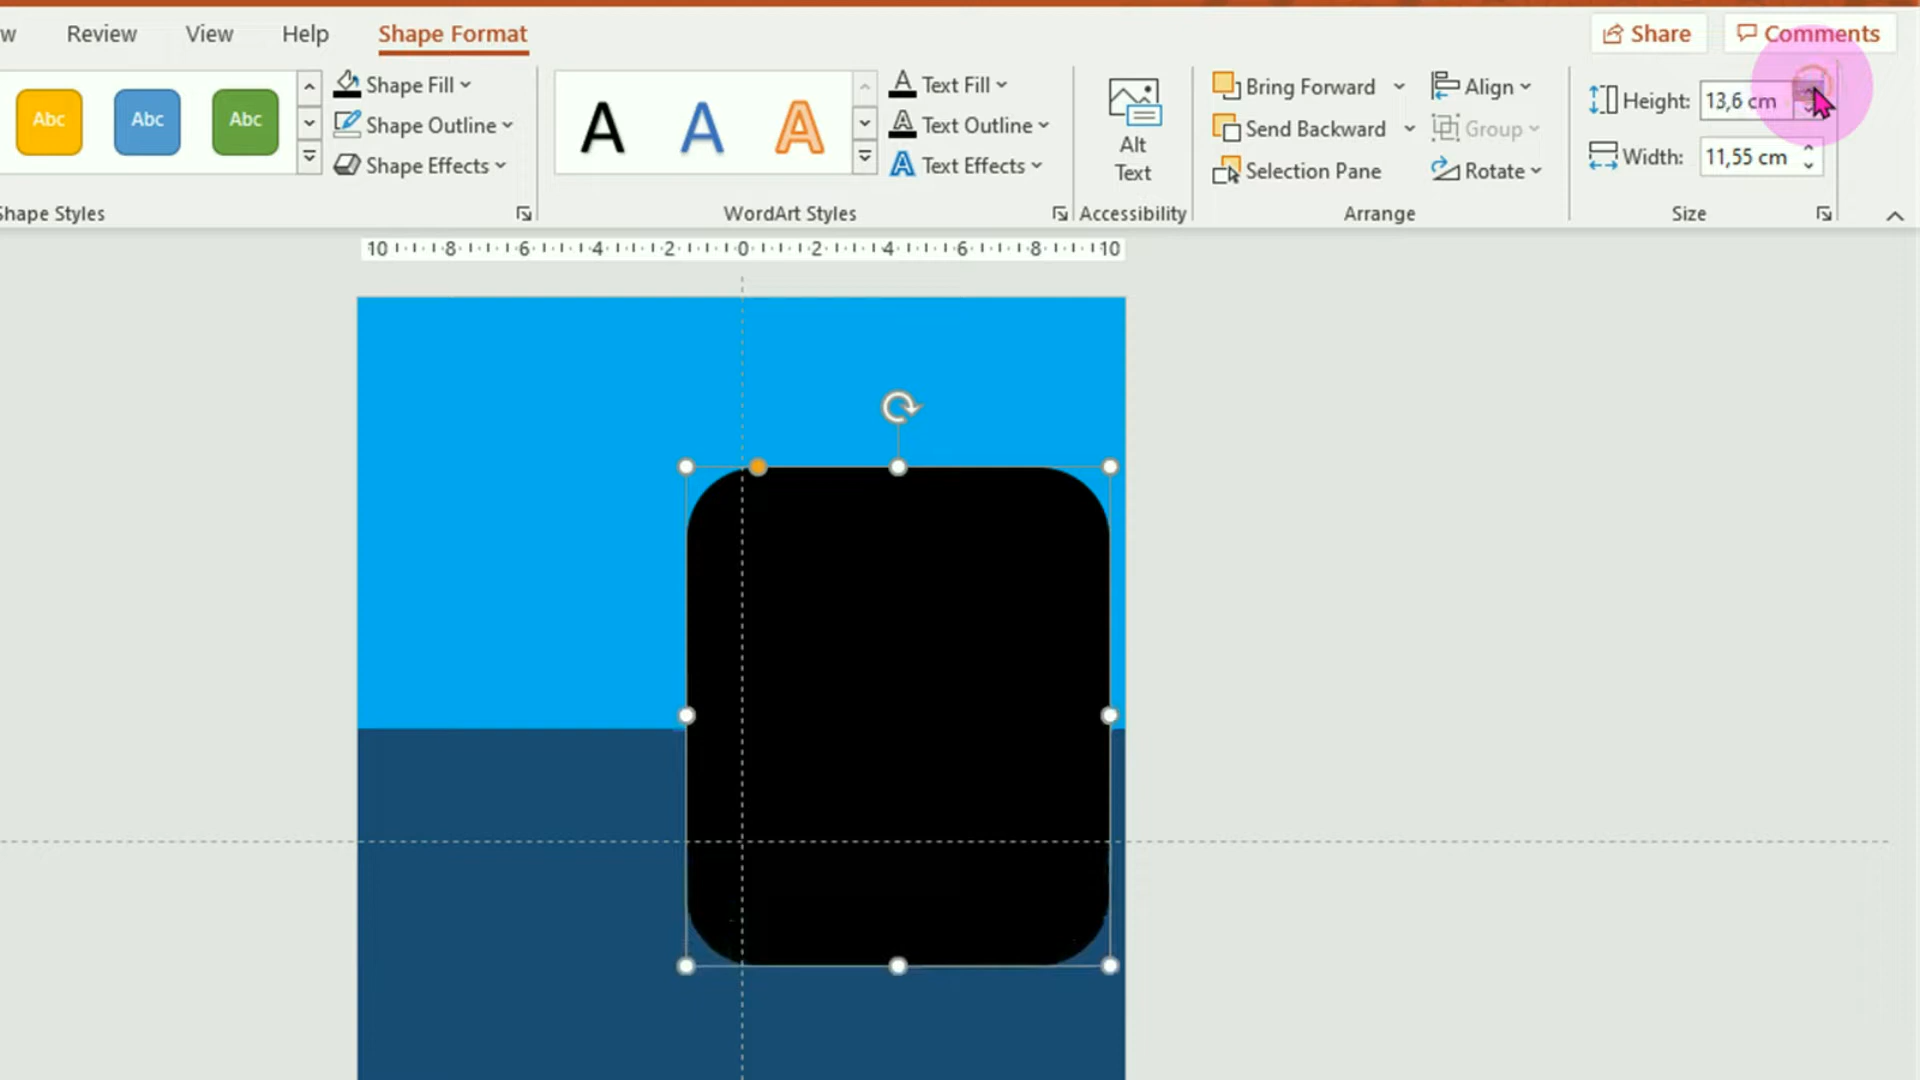 w Review View Help Shape Format Share Comments
Abc Abc Abc
Shape Fill
Shape Outline
Shape Effects
Shape Styles
A A A
WordArt Styles
A Text Fill
A Text Outline
A Text Effects
Alt
Text
Accessibility
Bring Forward
Send Backward
Selection Pane
Align
Group
Rotate
Arrange
Height: 13,6 cm
Width: 11,55 cm
Size
10 8 6 4 2 0 2 4 6 8 10